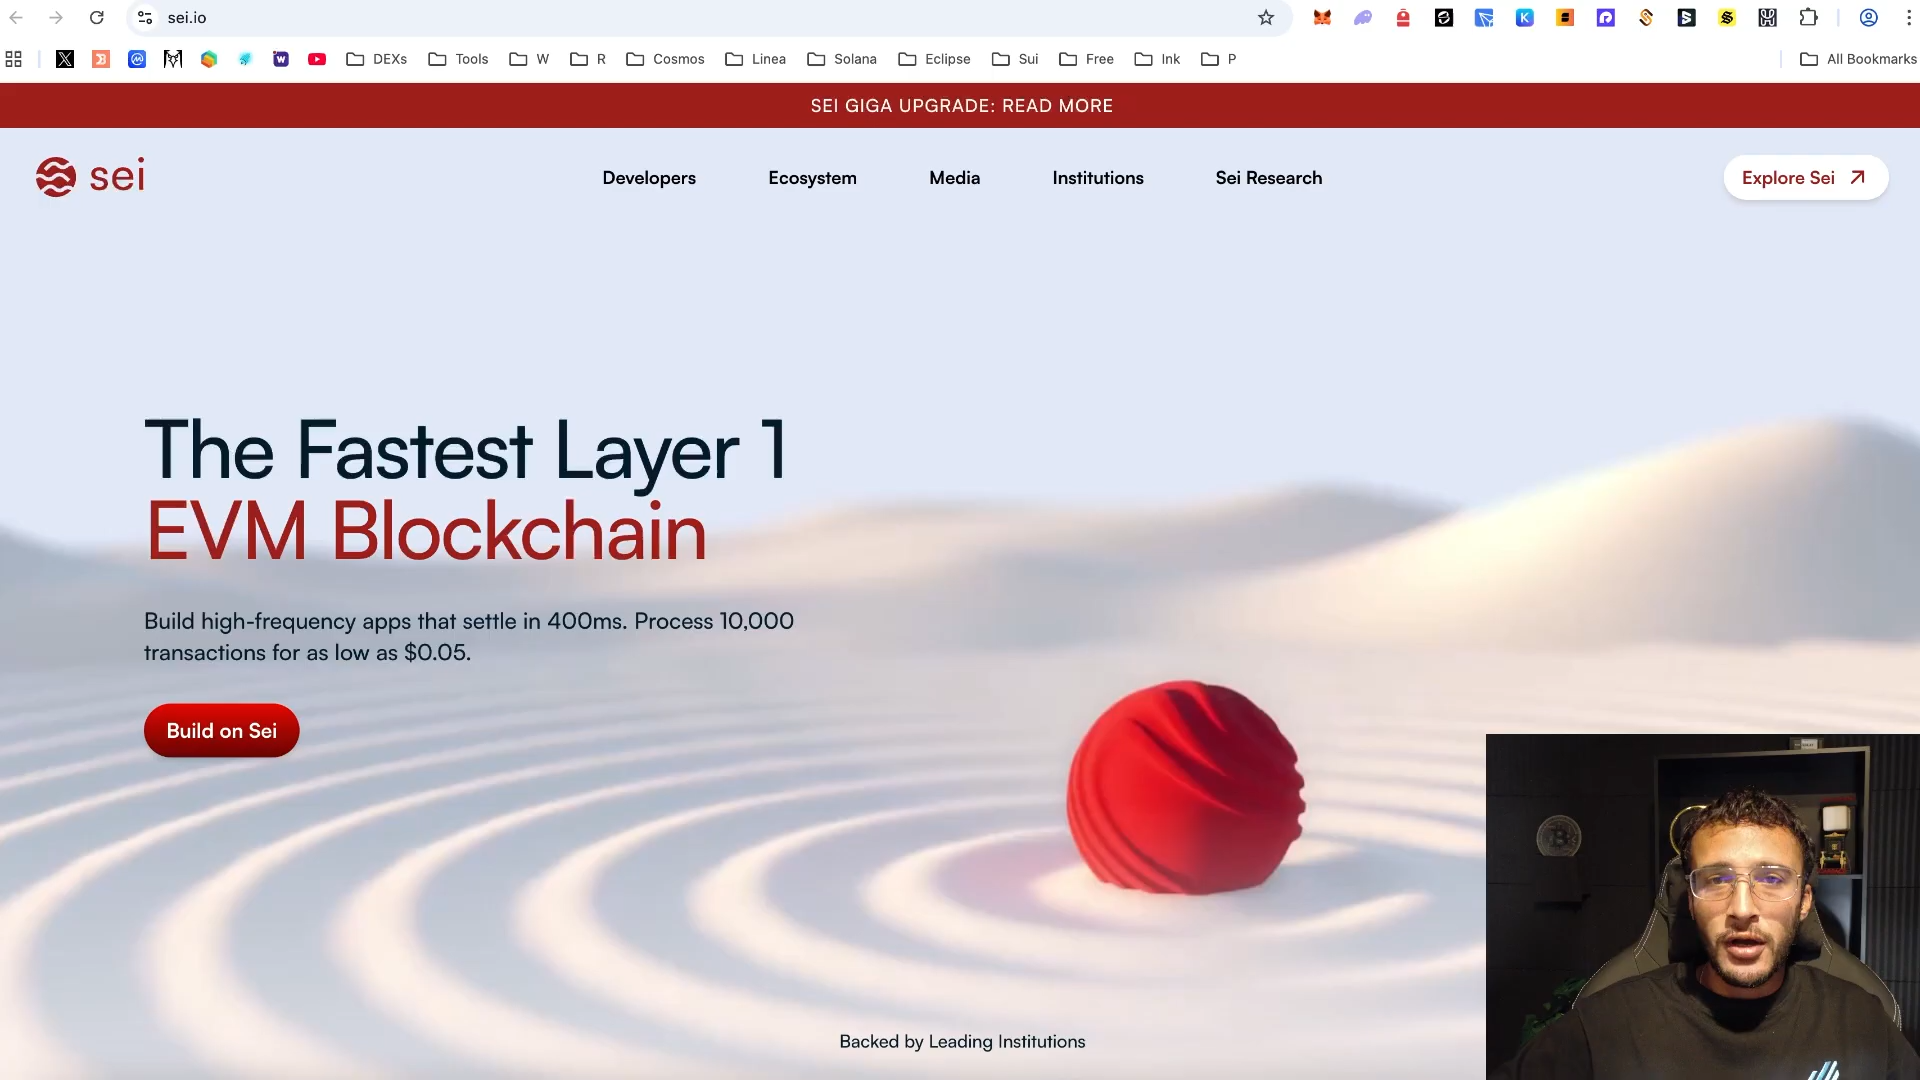 sei.io
DEXs
Tools
W
R
Cosmos
Linea
Solana
Eclipse
Sui
Free
Ink
P
All Bookmarks
SEI GIGA UPGRADE: READ MORE
sei
Developers
Ecosystem
Media
Institutions
Sei Research
Explore Sei
The Fastest Layer 1
EVM Blockchain
Build high-frequency apps that settle in 400ms. Process 10,000
transactions for as low as $0.05.
Build on Sei
Backed by Leading Institutions